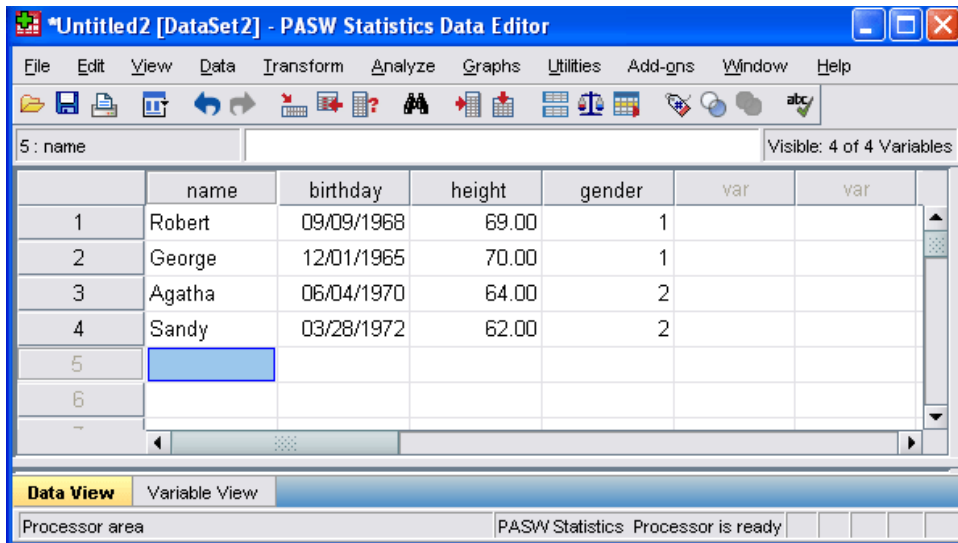 *Untitled2 [DataSet2] - PASW Statistics Data Editor
File Edit View Data Transform Analyze Graphs Utilities Add-ons Window Help
5 : name Visible: 4 of 4 Variables
name birthday height gender var var
1 Robert 09/09/1968 69.00 1
2 George 12/01/1965 70.00 1
3 Agatha 06/04/1970 64.00 2
4 Sandy 03/28/1972 62.00 2
5
6
Data View Variable View
Processor area PASW Statistics Processor is ready